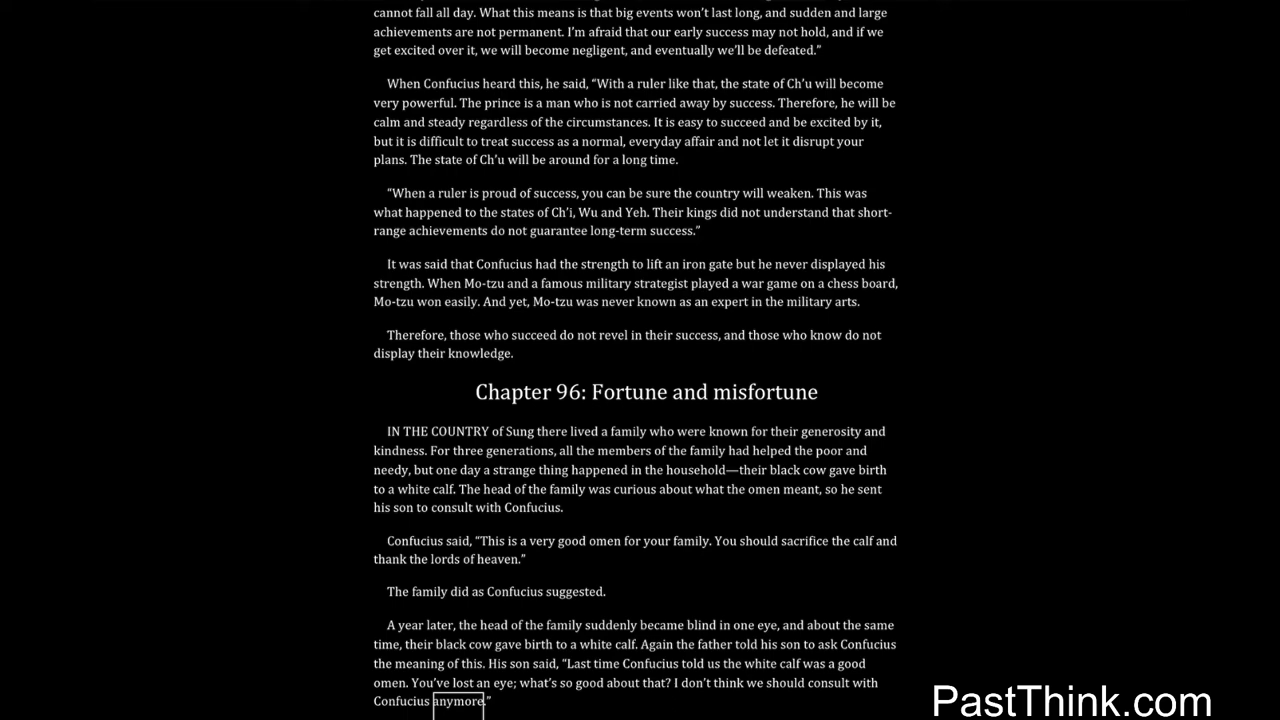 cannot fall all day. What this means is that big events won’t last long, and sudden and large
achievements are not permanent. I’m afraid that our early success may not hold, and if we
get excited over it, we will become negligent, and eventually we’ll be defeated.”
When Confucius heard this, he said, “With a ruler like that, the state of Ch’u will become
very powerful. The prince is a man who is not carried away by success. Therefore, he will be
calm and steady regardless of the circumstances. It is easy to succeed and be excited by it,
but it is difficult to treat success as a normal, everyday affair and not let it disrupt your
plans. The state of Ch’u will be around for a long time.
“When a ruler is proud of success, you can be sure the country will weaken. This was
what happened to the states of Ch’i, Wu and Yeh. Their kings did not understand that short-
range achievements do not guarantee long-term success.”
It was said that Confucius had the strength to lift an iron gate but he never displayed his
strength. When Mo-tzu and a famous military strategist played a war game on a chess board,
Mo-tzu won easily. And yet, Mo-tzu was never known as an expert in the military arts.
Therefore, those who succeed do not revel in their success, and those who know do not
display their knowledge.
Chapter 96: Fortune and misfortune
IN THE COUNTRY of Sung there lived a family who were known for their generosity and
kindness. For three generations, all the members of the family had helped the poor and
needy, but one day a strange thing happened in the household—their black cow gave birth
to a white calf. The head of the family was curious about what the omen meant, so he sent
his son to consult with Confucius.
Confucius said, “This is a very good omen for your family. You should sacrifice the calf and
thank the lords of heaven.”
The family did as Confucius suggested.
A year later, the head of the family suddenly became blind in one eye, and about the same
time, their black cow gave birth to a white calf. Again the father told his son to ask Confucius
the meaning of this. His son said, “Last time Confucius told us the white calf was a good
omen. You’ve lost an eye; what’s so good about that? I don’t think we should consult with
Confucius anymore.”
PastThink.com